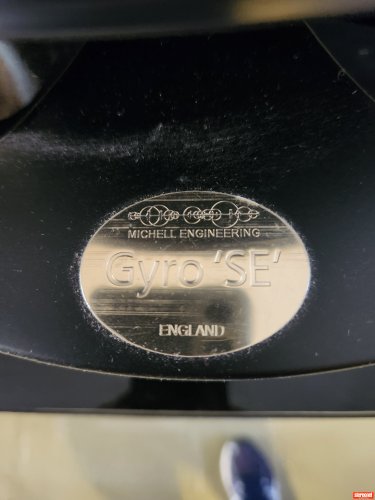 MICHELL ENGINEERING
Gyro 'SE'
ENGLAND